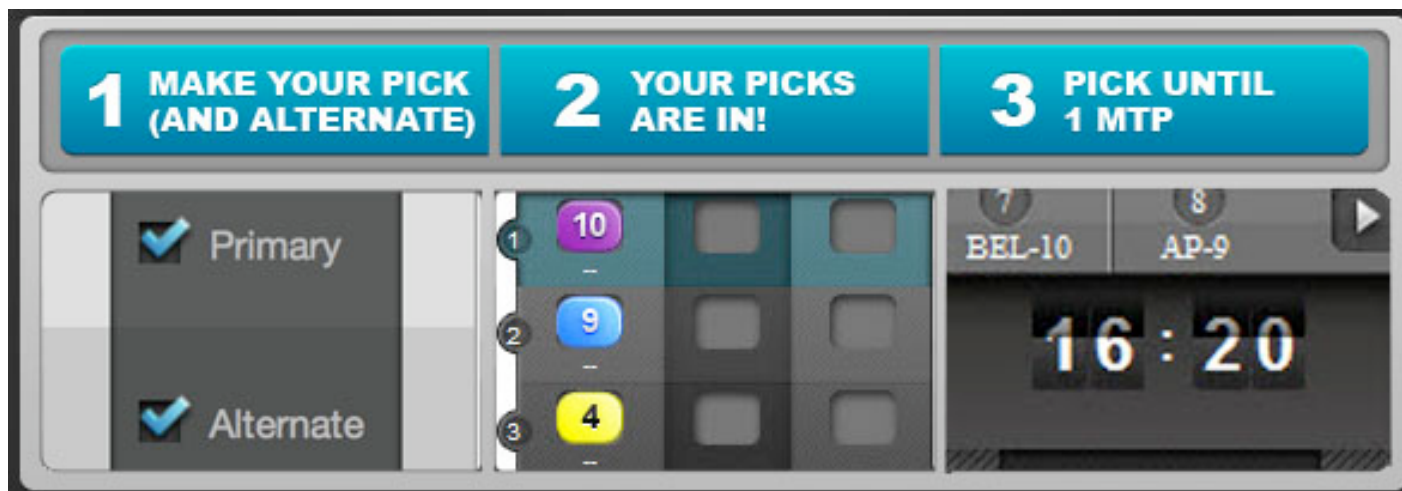 1 MAKE YOUR PICK
(AND ALTERNATE)
2 YOUR PICKS
ARE IN!
3 PICK UNTIL
1 MTP
Primary
Alternate
1 10
--
2 9
--
3 4
--
7 8
BEL-10 AP-9
16:20